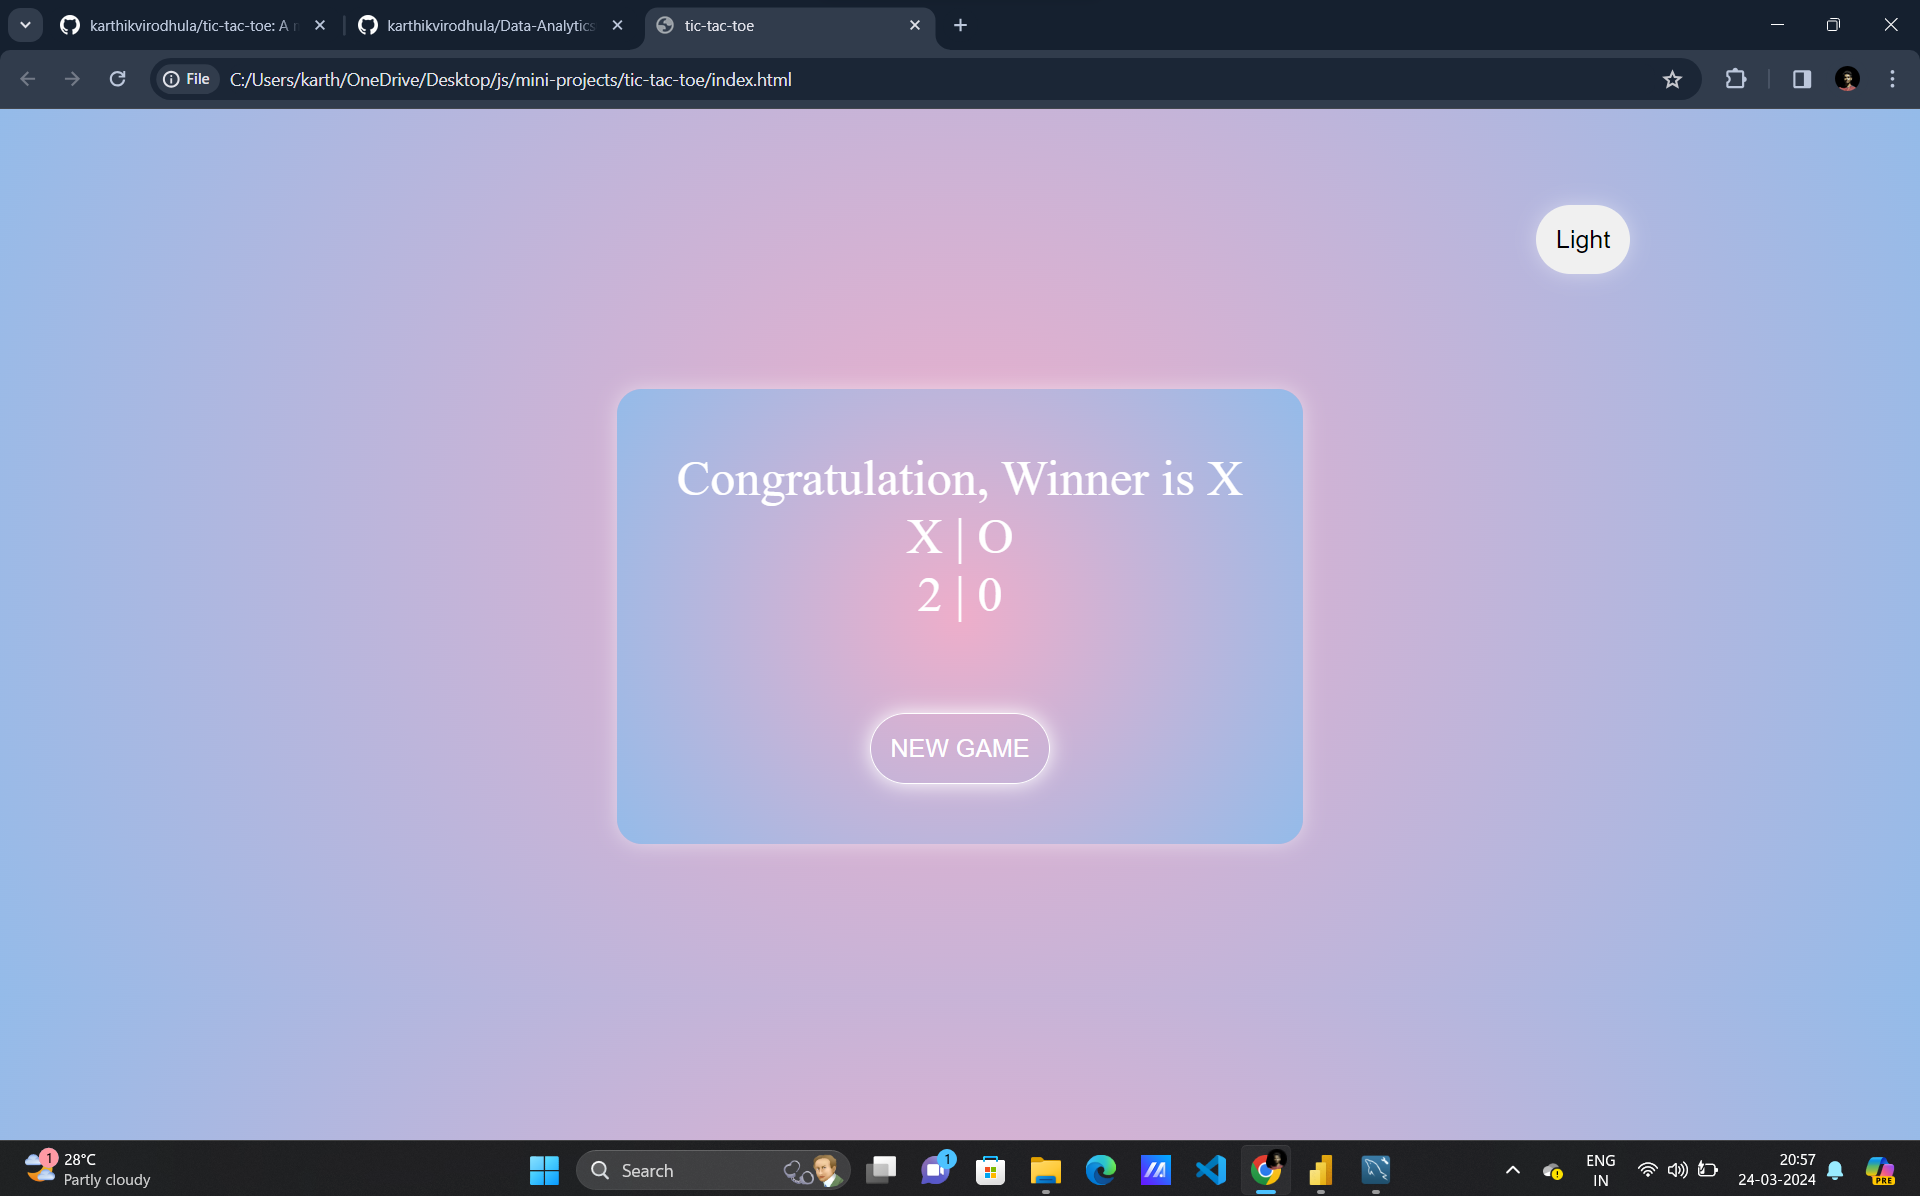 karthikvirodhula/tic-tac-toe: A
karthikvirodhula/Data-Analytics
tic-tac-toe
File
C:/Users/karth/OneDrive/Desktop/js/mini-projects/tic-tac-toe/index.html
Light
Congratulation, Winner is X
X | O
2 | 0
NEW GAME
1
28°C
Partly cloudy
Search
1
ENG
IN
20:57
24-03-2024
PRE